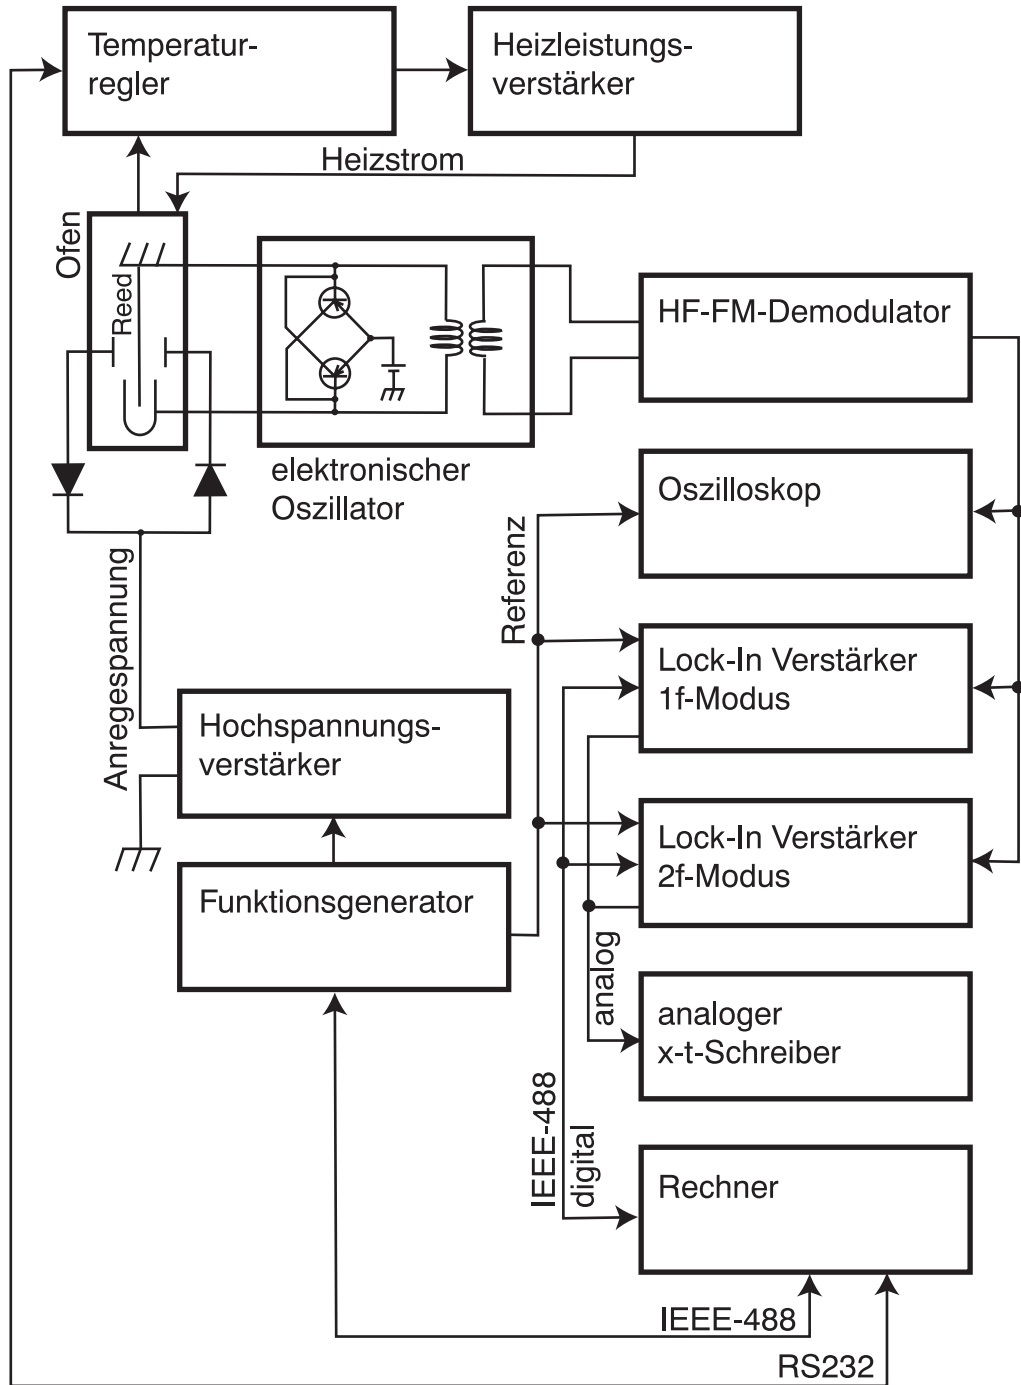 Temperatur-
regler
Heizleistungs-
verstärker
Heizstrom
Ofen
Reed
HF-FM-Demodulator
elektronischer
Oszillator
Oszilloskop
Referenz
Anregespannung
Lock-In Verstärker
1f-Modus
Hochspannungs-
verstärker
Lock-In Verstärker
2f-Modus
Funktionsgenerator
analog
analoger
x-t-Schreiber
IEEE-488
digital
Rechner
IEEE-488
RS232